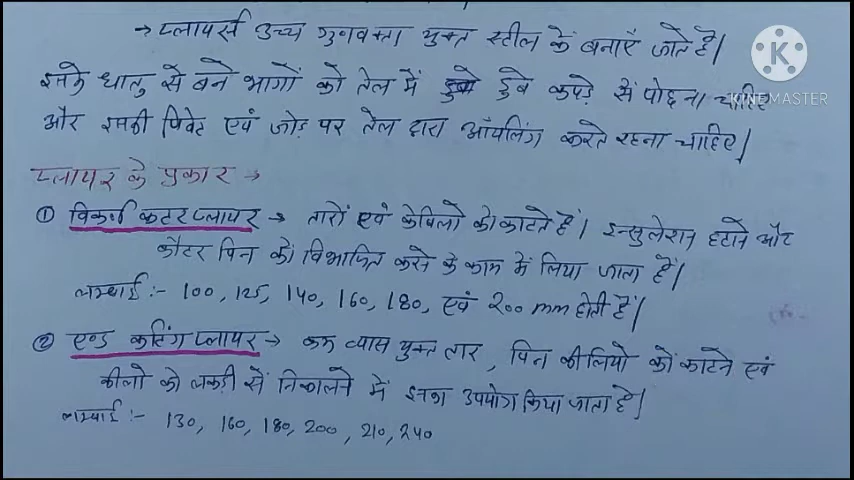 → प्लायर्स उच्च गुणवत्ता युक्त स्टील के बनाएँ जाते है।
इसके धातु से बने भागों को तेल में डुबे कपड़े से पोछना चाहिए
और इसकी पिवेट एवं जोड़ पर तेल द्वारा ऑयलिंग करते रहना चाहिए।
KINEMASTER
प्लायर के प्रकार →
① विकर्ण कटर प्लायर → तारों एवं केबिलो को काटते हैं। इन्सुलेशन हटाने और
कौटर पिन को विभाजित करने के काम में लिया जाता हैं।
लम्बाई :- 100, 125, 140, 160, 180, एवं 200 mm होती हैं।
② एण्ड कटिंग प्लायर → कम व्यास युक्त तार, पिन कीलियो को काटने एवं
कीलो को लकड़ी से निकालने में इसका उपयोग किया जाता है।
लम्बाई :- 130, 160, 180, 200, 210, 240